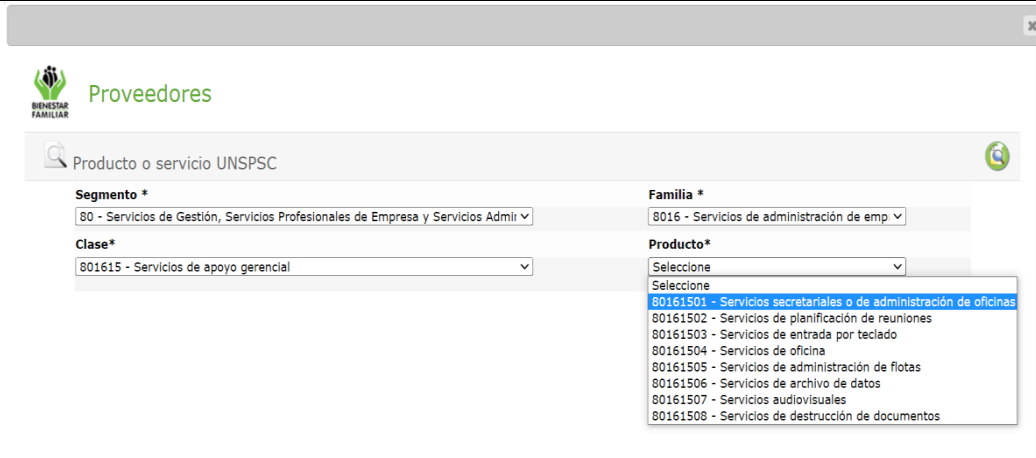 BIENESTAR
FAMILIAR
Proveedores
Producto o servicio UNSPSC
Segmento *
Familia *
80 - Servicios de Gestión, Servicios Profesionales de Empresa y Servicios Admin
8016 - Servicios de administración de emp
Clase*
Producto*
801615 - Servicios de apoyo gerencial
Seleccione
Seleccione
80161501 - Servicios secretariales o de administración de oficinas
80161502 - Servicios de planificación de reuniones
80161503 - Servicios de entrada por teclado
80161504 - Servicios de oficina
80161505 - Servicios de administración de flotas
80161506 - Servicios de archivo de datos
80161507 - Servicios audiovisuales
80161508 - Servicios de destrucción de documentos